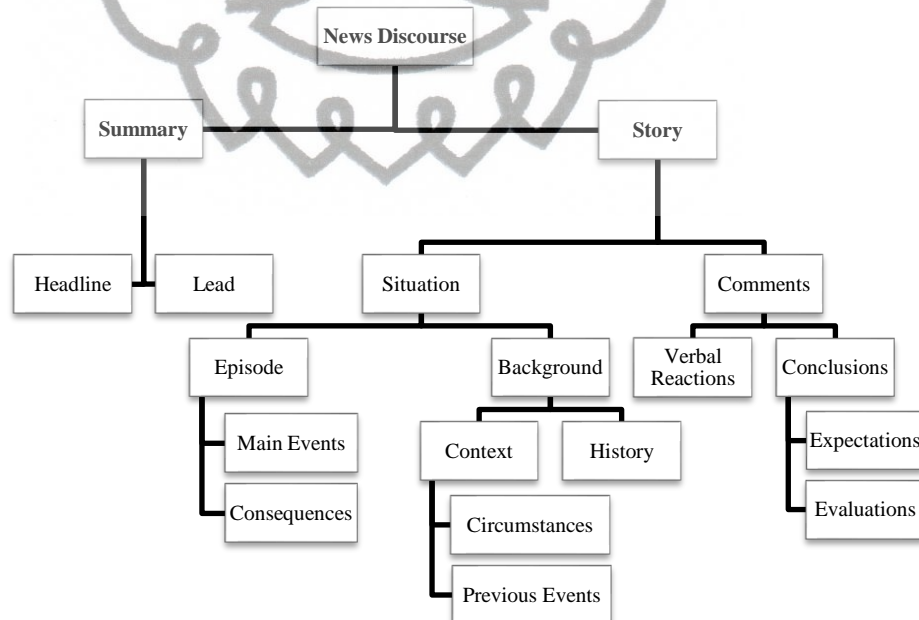 News Discourse
Summary
Story
Headline
Lead
Situation
Comments
Episode
Background
Verbal
Reactions
Conclusions
Main Events
Context
History
Expectations
Consequences
Circumstances
Evaluations
Previous Events